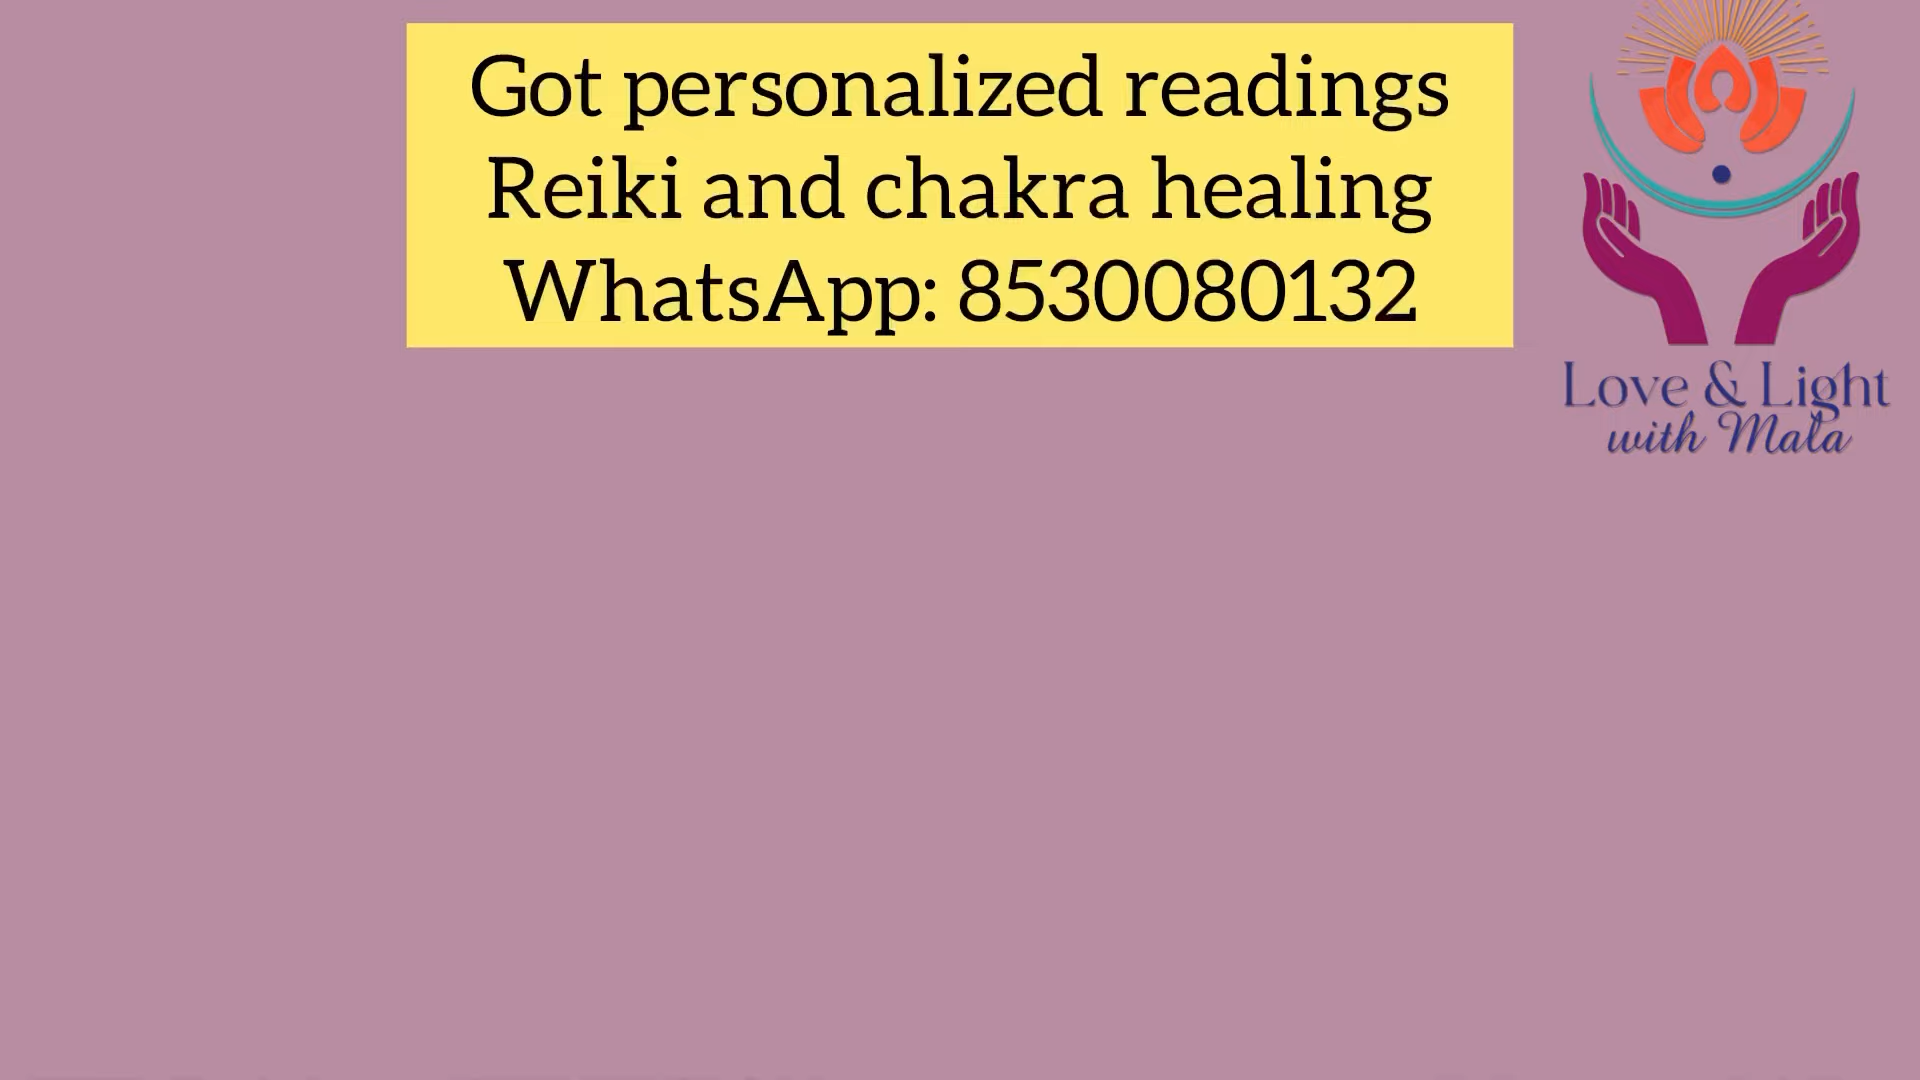 Got personalized readings
Reiki and chakra healing
WhatsApp: 8530080132
Love & Light
with Mala